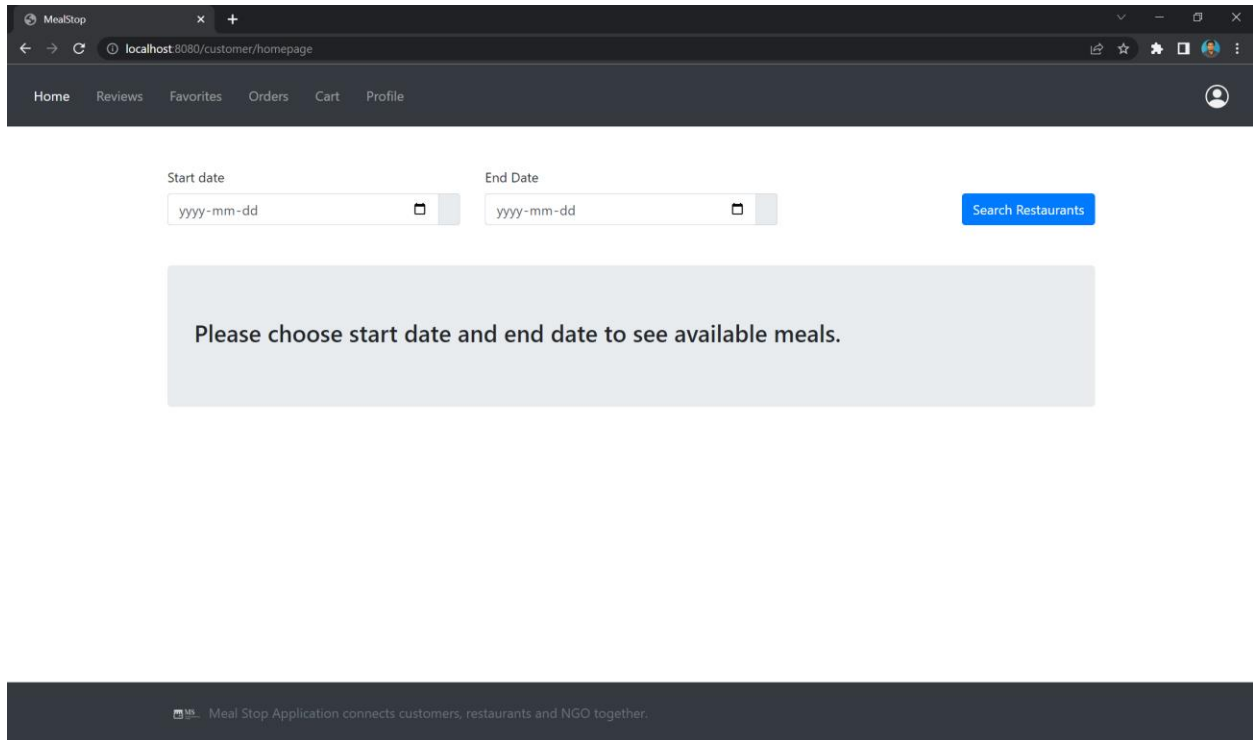 MealStop
localhost:8080/customer/homepage
Home Reviews Favorites Orders Cart Profile
Start date End Date
yyyy-mm-dd yyyy-mm-dd Search Restaurants
Please choose start date and end date to see available meals.
MS Meal Stop Application connects customers, restaurants and NGO together.